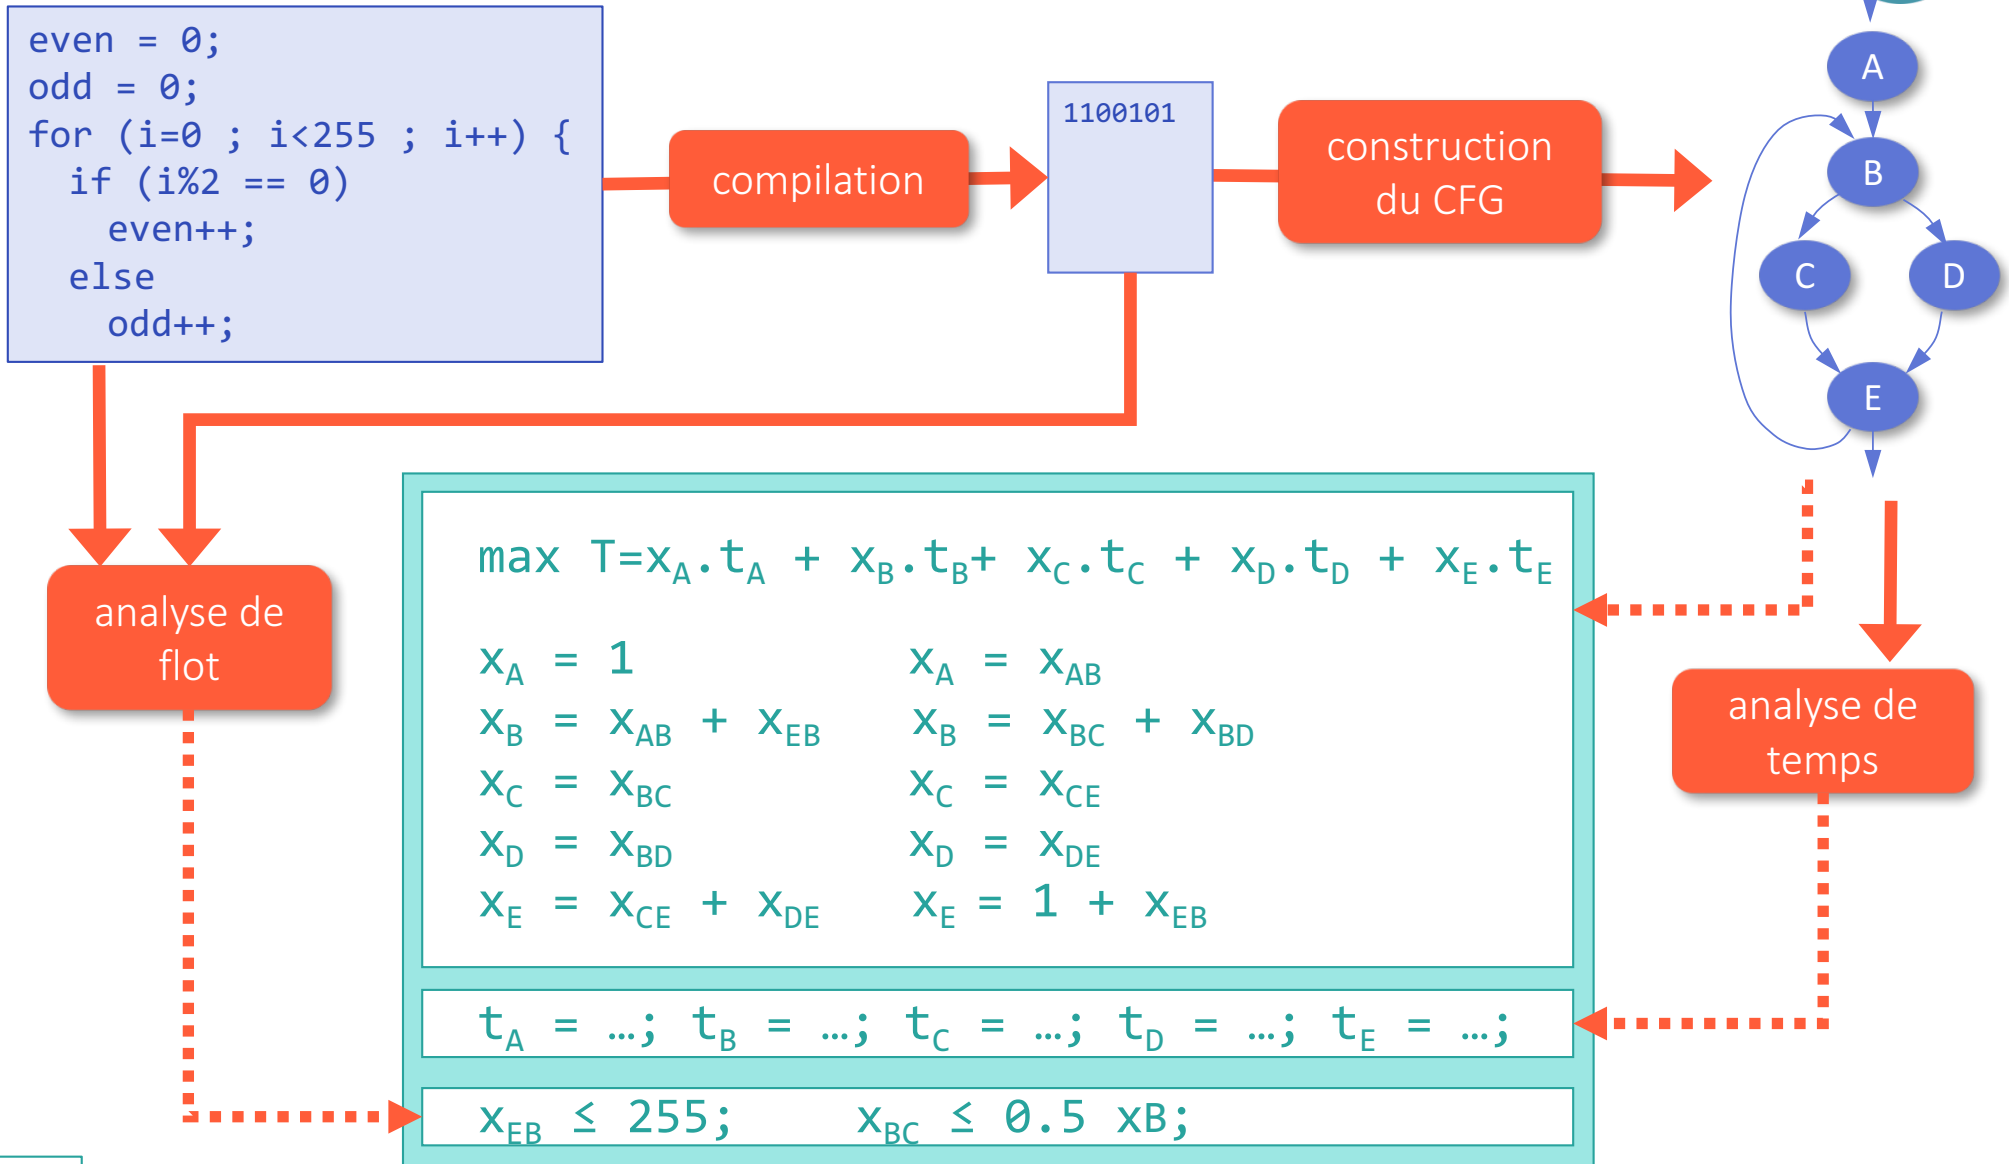 even = 0;
odd = 0;
for (i=0 ; i<255 ; i++) {
if (i%2 == 0)
even++;
else
odd++;
compilation
1100101
construction
du CFG
A
B
C
D
E
analyse de
flot
max T=xA.tA + xB.tB+ xC.tC + xD.tD + xE.tE
xA = 1 xA = xAB
xB = xAB + xEB xB = xBC + xBD
xC = xBC xC = xCE
xD = xBD xD = xDE
xE = xCE + xDE xE = 1 + xEB
analyse de
temps
tA = …; tB = …; tC = …; tD = …; tE = …;
xEB ≤ 255; xBC ≤ 0.5 xB;